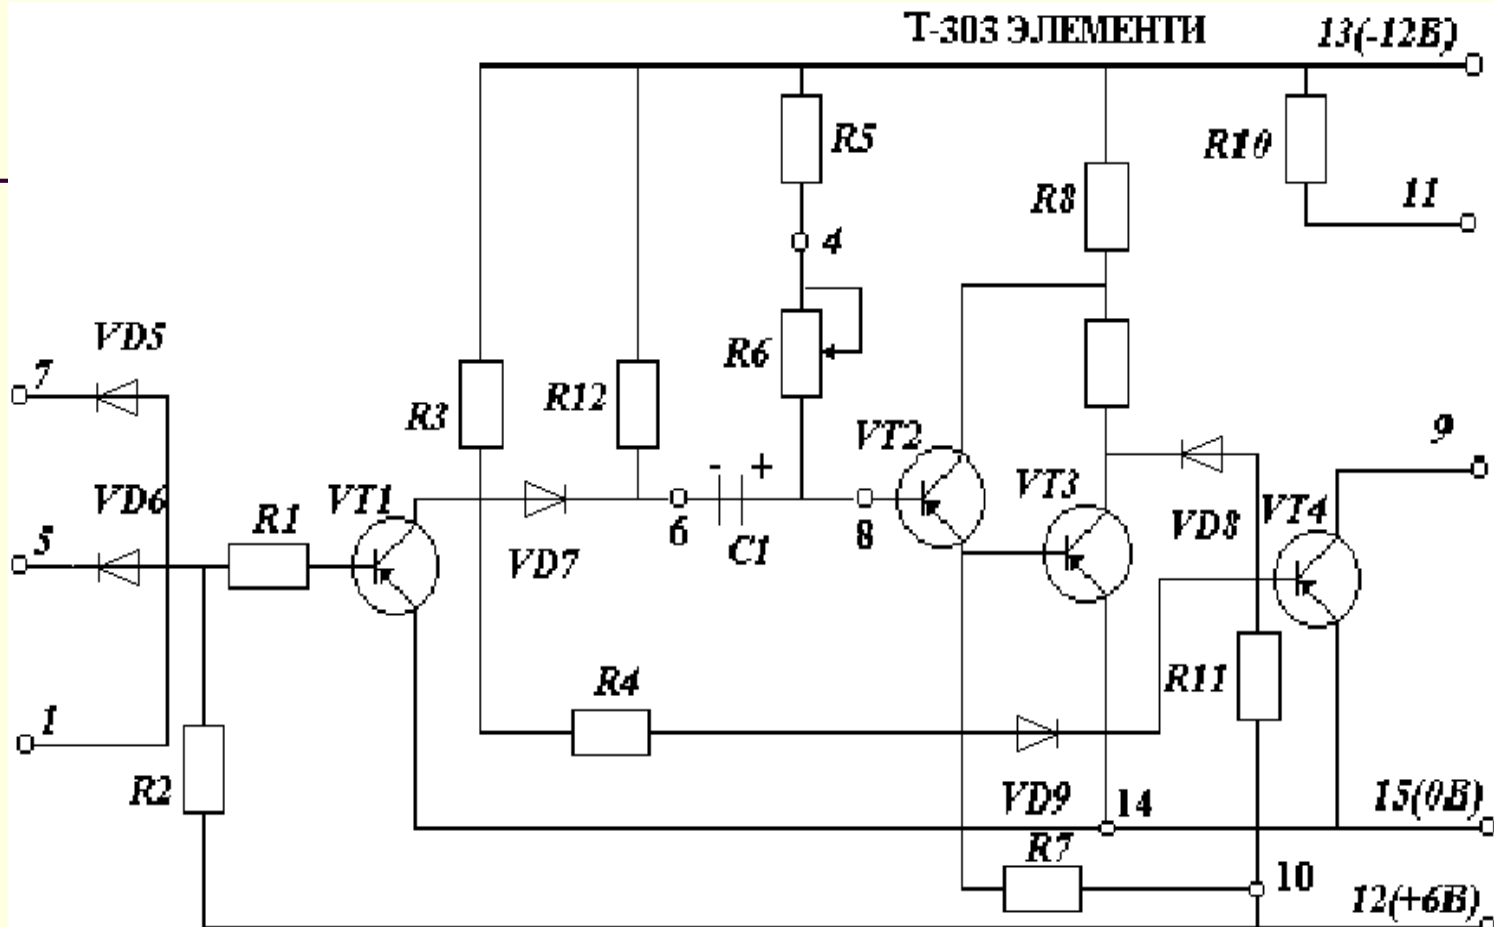 Т-303 ЭЛЕМЕНТИ
13(-12В)
R5
R10
R8
11
4
VD5
7
R6
R3
R12
VT2
9
- +
VD6
VT1
VT3
5
R1
6
C1
8
VD8
VT4
VD7
R4
R11
1
R2
VD9
14
15(0В)
R7
10
12(+6В)